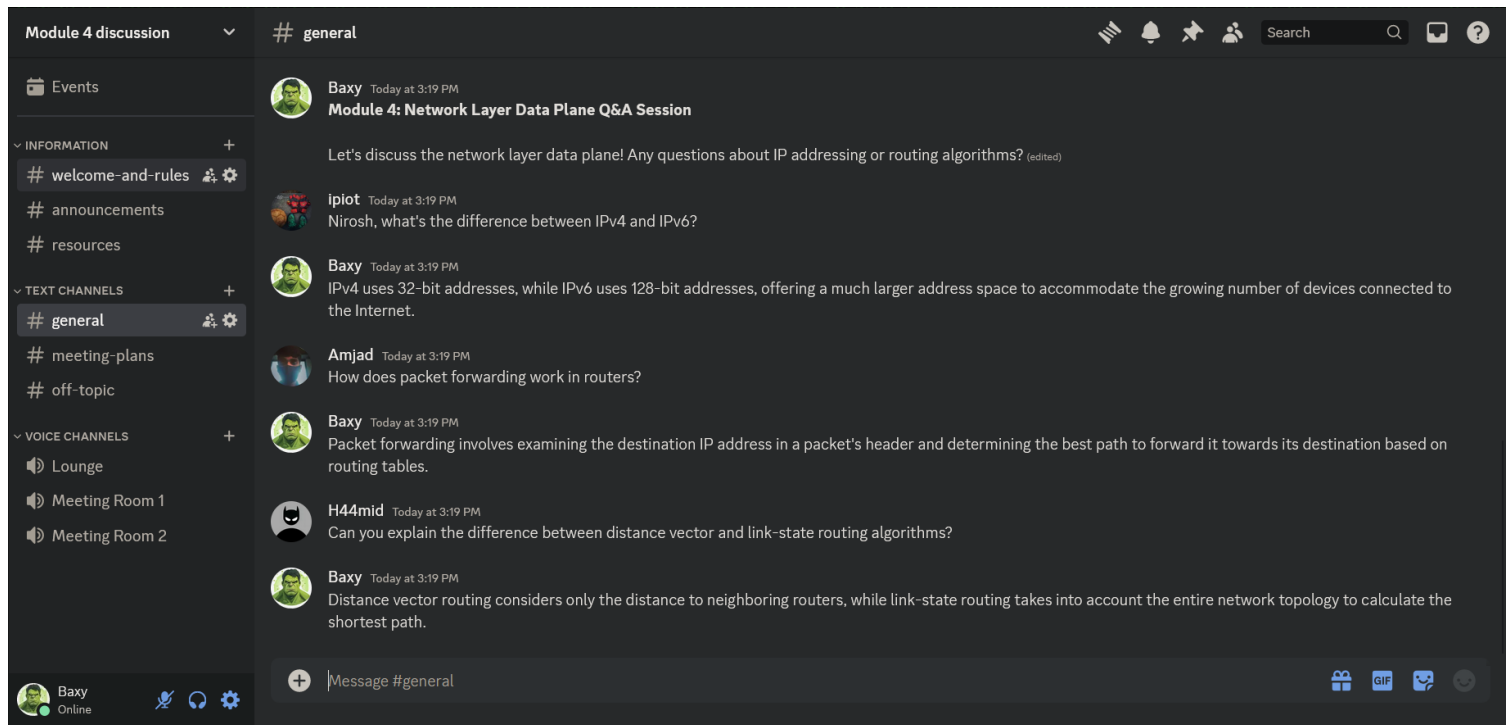 Module 4 discussion
Events
INFORMATION
welcome-and-rules
announcements
resources
TEXT CHANNELS
general
meeting-plans
off-topic
VOICE CHANNELS
Lounge
Meeting Room 1
Meeting Room 2
Baxy
Online
general
Search
Baxy Today at 3:19 PM
Module 4: Network Layer Data Plane Q&A Session
Let's discuss the network layer data plane! Any questions about IP addressing or routing algorithms? (edited)
ipiot Today at 3:19 PM
Nirosh, what's the difference between IPv4 and IPv6?
Baxy Today at 3:19 PM
IPv4 uses 32-bit addresses, while IPv6 uses 128-bit addresses, offering a much larger address space to accommodate the growing number of devices connected to
the Internet.
Amjad Today at 3:19 PM
How does packet forwarding work in routers?
Baxy Today at 3:19 PM
Packet forwarding involves examining the destination IP address in a packet's header and determining the best path to forward it towards its destination based on
routing tables.
H44mid Today at 3:19 PM
Can you explain the difference between distance vector and link-state routing algorithms?
Baxy Today at 3:19 PM
Distance vector routing considers only the distance to neighboring routers, while link-state routing takes into account the entire network topology to calculate the
shortest path.
Message #general
GIF